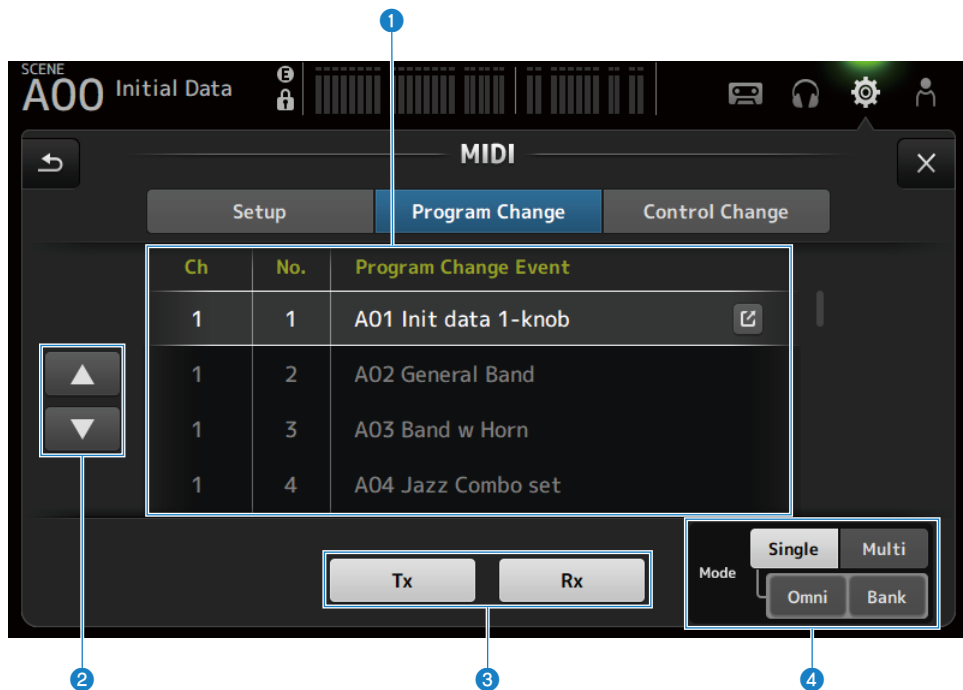 1
SCENE
A00 Initial Data
E
MIDI
Setup Program Change Control Change
Ch No. Program Change Event
1 1 A01 Init data 1-knob
1 2 A02 General Band
1 3 A03 Band w Horn
1 4 A04 Jazz Combo set
Tx Rx
Mode Single Multi
Omni Bank
2 3 4